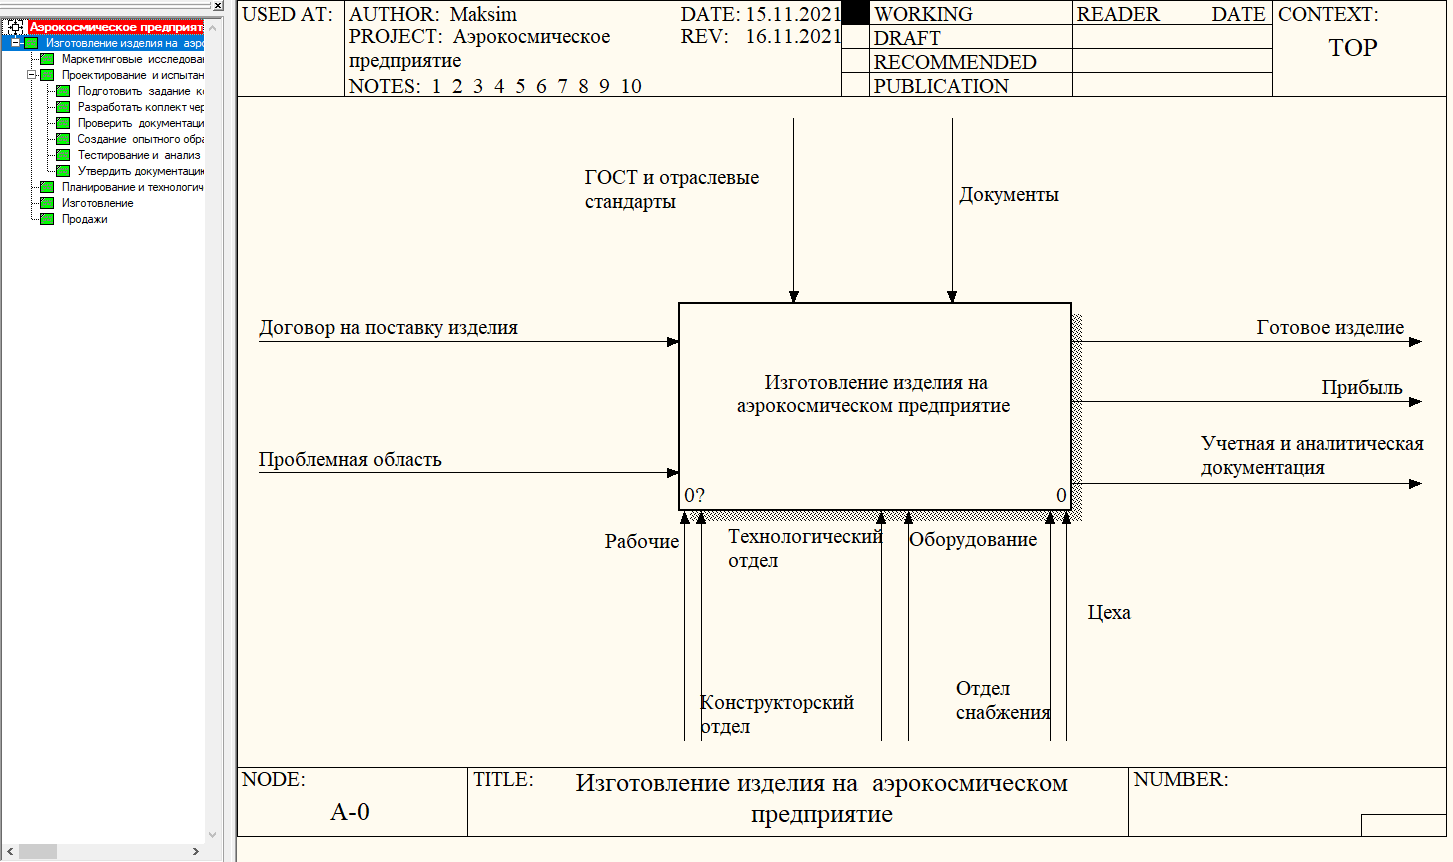 Аэрокосмическое предприят
Изготовление изделия на аэро
Маркетинговые исследован
Проектирование и испытан
Подготовить задание ко
Разработать коплект чер
Проверить документаци
Создание опытного обра
Тестирование и анализ
Утвердить документацию
Планирование и технологич
Изготовление
Продажи
USED AT:
AUTHOR: Maksim
DATE: 15.11.2021
PROJECT: Аэрокосмическое
предприятие
REV: 16.11.2021
NOTES: 1 2 3 4 5 6 7 8 9 10
WORKING
DRAFT
RECOMMENDED
PUBLICATION
READER DATE
CONTEXT:
TOP
ГОСТ и отраслевые
стандарты
Документы
Договор на поставку изделия
Проблемная область
Изготовление изделия на
аэрокосмическом предприятие
0? 0
Готовое изделие
Прибыль
Учетная и аналитическая
документация
Рабочие
Технологический
отдел
Оборудование
Цеха
Конструкторский
отдел
Отдел
снабжения
NODE:
A-0
TITLE:
Изготовление изделия на аэрокосмическом
предприятие
NUMBER: